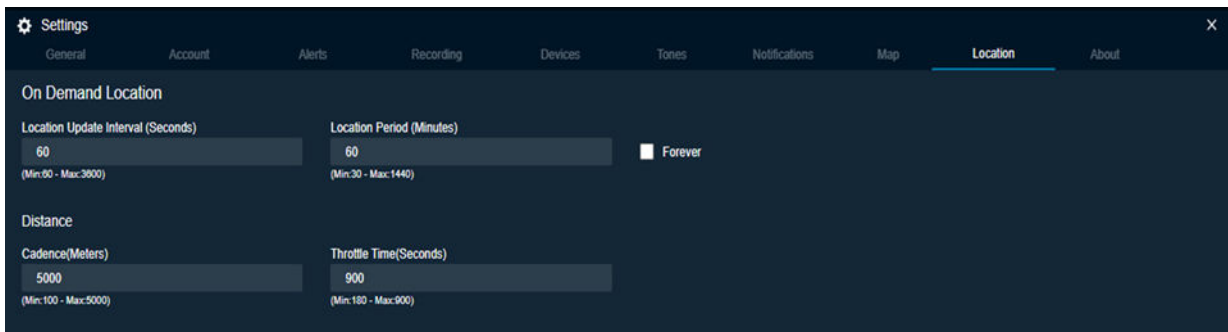 Settings
X
General Account Alerts Recording Devices Tones Notifications Map Location About
On Demand Location
Location Update Interval (Seconds) Location Period (Minutes)
60 60 Forever
(Min:60 - Max:3600) (Min:30 - Max:1440)
Distance
Cadence(Meters) Throttle Time(Seconds)
5000 900
(Min:100 - Max:5000) (Min:180 - Max:900)